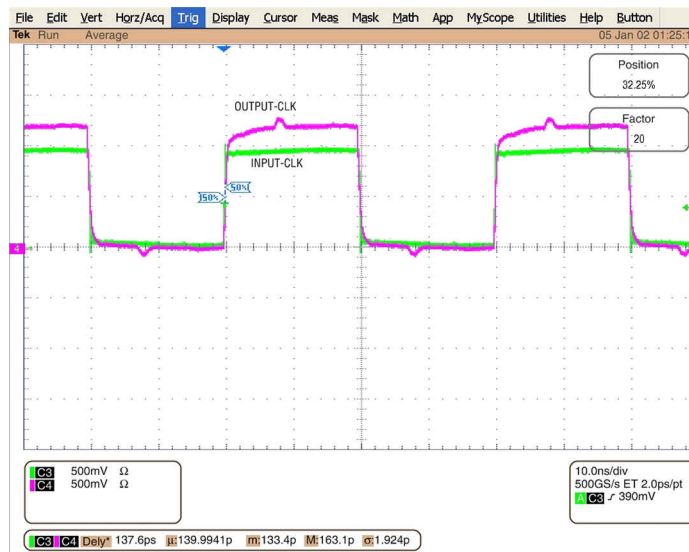 File Edit Vert Horz/Acq Trig Display Cursor Meas Mask Math App MyScope Utilities Help Button
Tek Run Average 05 Jan 02 01:25:1
Position
32.25%
Factor
20
OUTPUT-CLK
INPUT-CLK
50%
50%
4
C3 500mV Ω
C4 500mV Ω
10.0ns/div
500GS/s ET 2.0ps/pt
A C3 ∫ 390mV
C3 C4 Dely* 137.6ps µ:139.9941p m:133.4p M:163.1p σ:1.924p